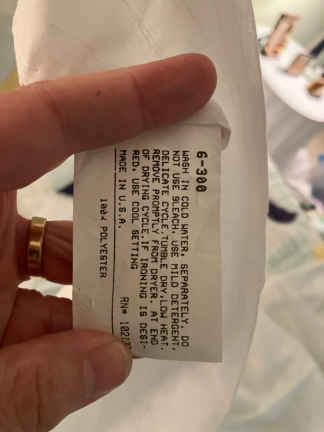 6-300
WASH IN COLD WATER, SEPARATELY, DO
NOT USE BLEACH. USE MILD DETERGENT,
DELICATE CYCLE, TUMBLE DRY, LOW HEAT.
REMOVE PROMPTLY FROM DRYER, AT END
OF DRYING CYCLE.IF IRONING IS DESI-
RED, USE COOL SETTING
MADE IN U.S.A.
RN#
100% POLYESTER